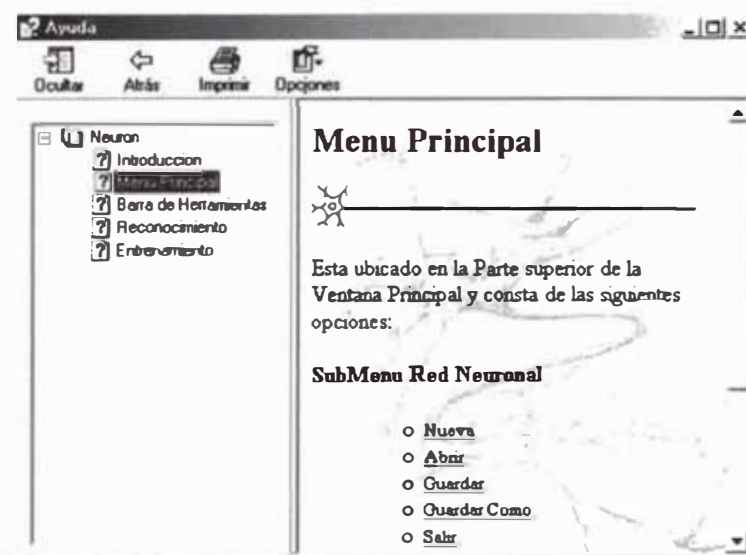 Ayuda
Ocultar Atrás Imprimir Opciones
Neuron
Introduccion
Menu Principal
Barra de Herramientas
Reconocimiento
Entrenamiento
Menu Principal
Esta ubicado en la Parte superior de la
Ventana Principal y consta de las siguientes
opciones:
SubMenu Red Neuronal
Nueva
Abrir
Guardar
Guardar Como
Salir